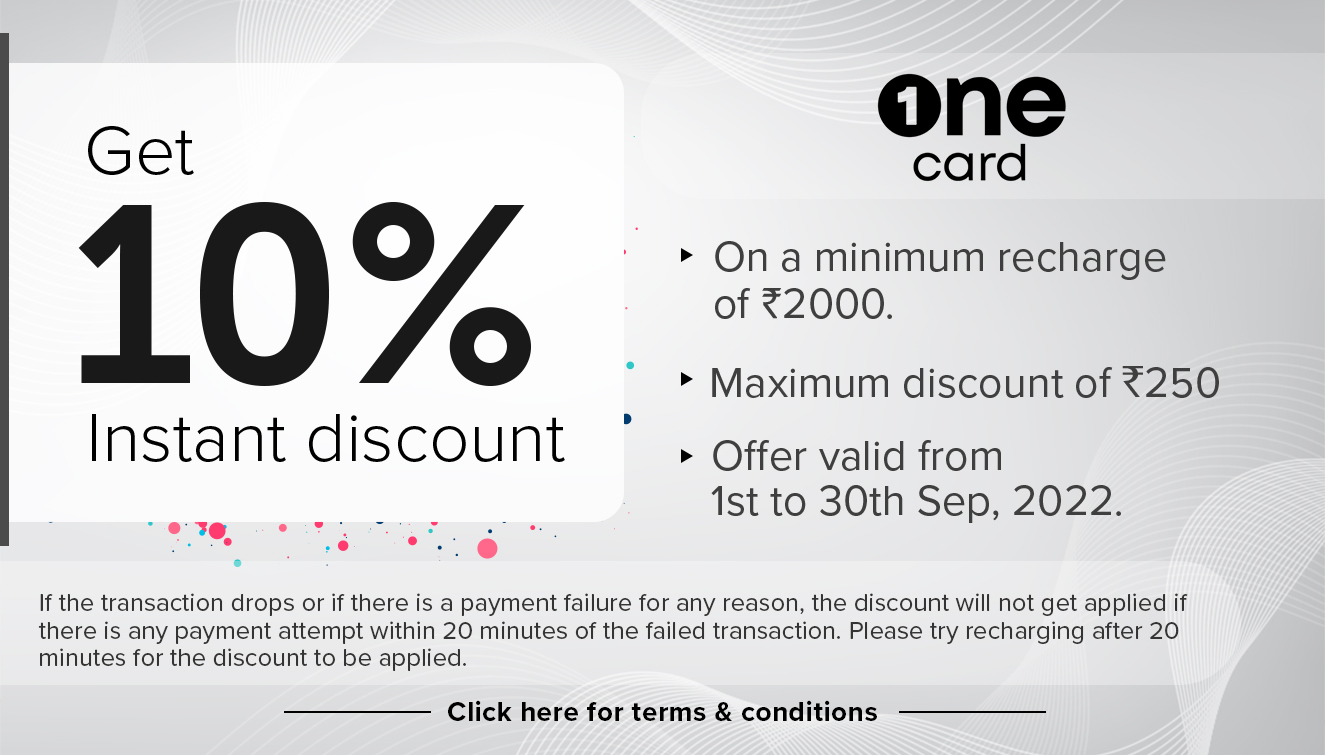 Get
10%
Instant discount
1ne
card
On a minimum recharge
of ₹2000.
Maximum discount of ₹250
Offer valid from
1st to 30th Sep, 2022.
If the transaction drops or if there is a payment failure for any reason, the discount will not get applied if
there is any payment attempt within 20 minutes of the failed transaction. Please try recharging after 20
minutes for the discount to be applied.
Click here for terms & conditions